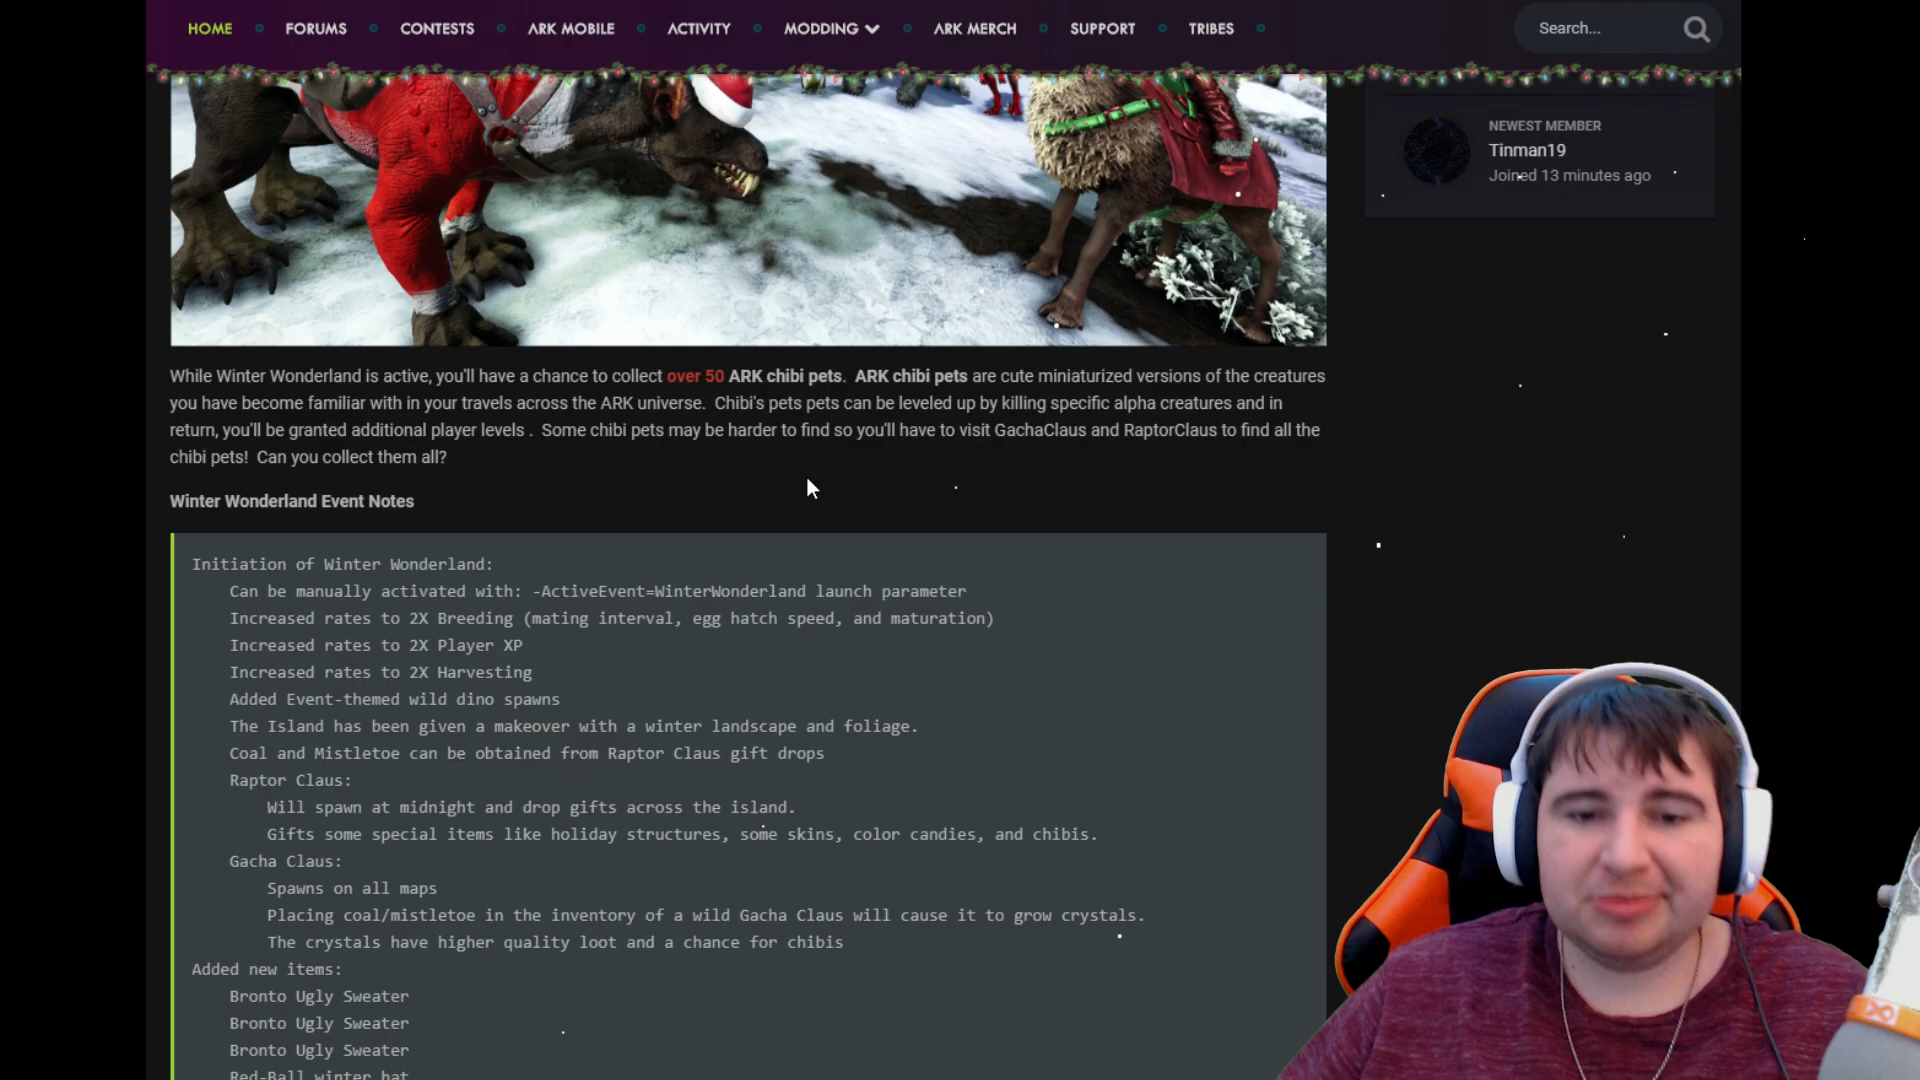 HOME FORUMS CONTESTS ARK MOBILE ACTIVITY MODDING ARK MERCH SUPPORT TRIBES Search...
NEWEST MEMBER
Tinman19
Joined 13 minutes ago
While Winter Wonderland is active, you'll have a chance to collect over 50 ARK chibi pets. ARK chibi pets are cute miniaturized versions of the creatures
you have become familiar with in your travels across the ARK universe. Chibi's pets pets can be leveled up by killing specific alpha creatures and in
return, you'll be granted additional player levels . Some chibi pets may be harder to find so you'll have to visit GachaClaus and RaptorClaus to find all the
chibi pets! Can you collect them all?
Winter Wonderland Event Notes
Initiation of Winter Wonderland:
Can be manually activated with: -ActiveEvent=WinterWonderland launch parameter
Increased rates to 2X Breeding (mating interval, egg hatch speed, and maturation)
Increased rates to 2X Player XP
Increased rates to 2X Harvesting
Added Event-themed wild dino spawns
The Island has been given a makeover with a winter landscape and foliage.
Coal and Mistletoe can be obtained from Raptor Claus gift drops
Raptor Claus:
Will spawn at midnight and drop gifts across the island.
Gifts some special items like holiday structures, some skins, color candies, and chibis.
Gacha Claus:
Spawns on all maps
Placing coal/mistletoe in the inventory of a wild Gacha Claus will cause it to grow crystals.
The crystals have higher quality loot and a chance for chibis
Added new items:
Bronto Ugly Sweater
Bronto Ugly Sweater
Bronto Ugly Sweater
Red-Ball winter hat